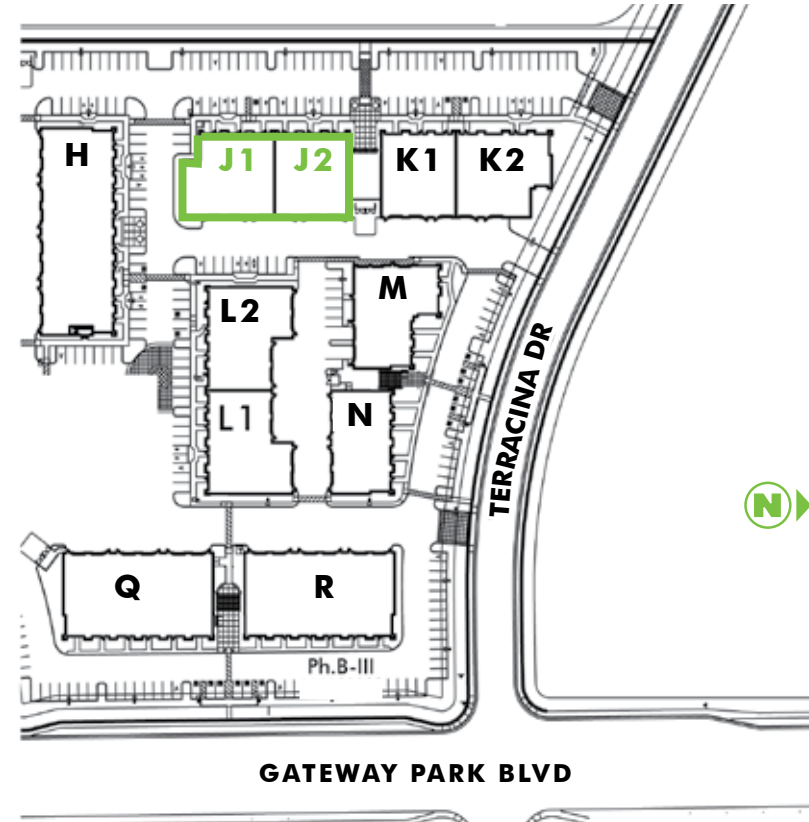 H
J1
J2
K1
K2
M
L2
L1
N
TERRACINA DR
N
Q
R
Ph.B-III
GATEWAY PARK BLVD